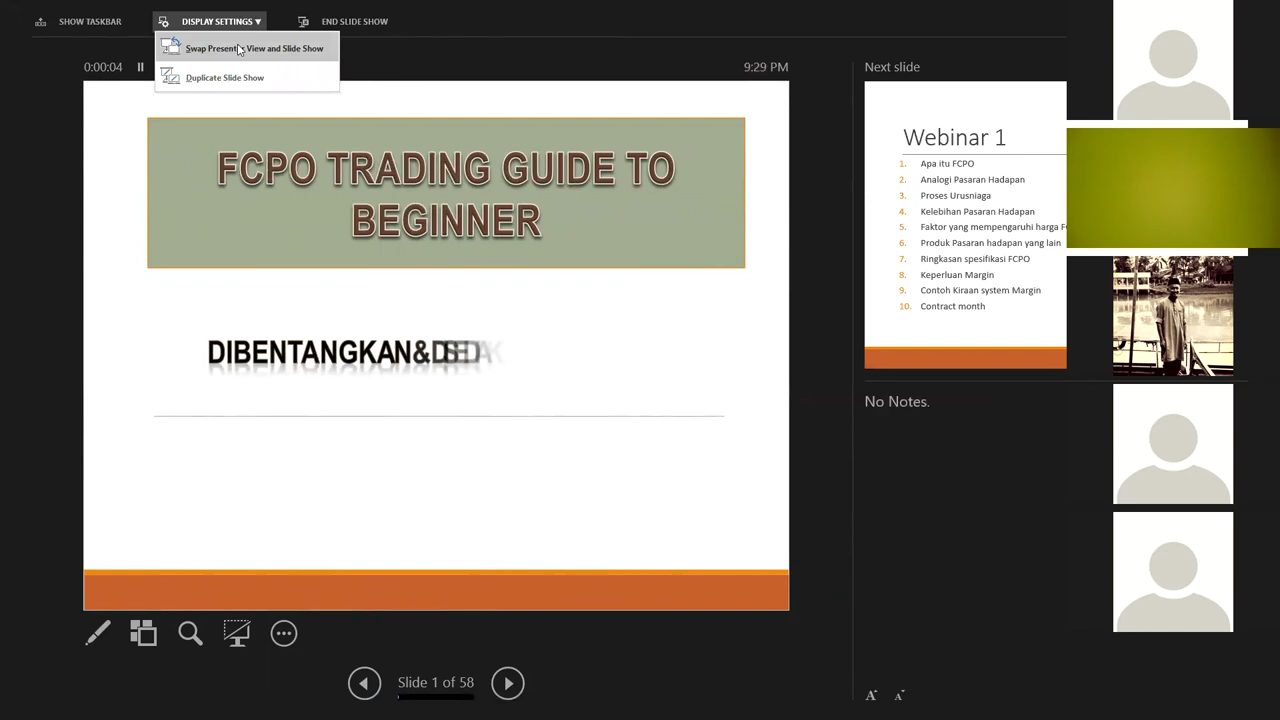 SHOW TASKBAR
DISPLAY SETTINGS ▼
END SLIDE SHOW
Swap Presenter View and Slide Show
Duplicate Slide Show
0:00:04
9:29 PM
Next slide
FCPO TRADING GUIDE TO
BEGINNER
DIBENTANGKAN&
Webinar 1
1. Apa itu FCPO
2. Analogi Pasaran Hadapan
3. Proses Urusniaga
4. Kelebihan Pasaran Hadapan
5. Faktor yang mempengaruhi harga
6. Produk Pasaran hadapan yang lain
7. Ringkasan spesifikasi FCPO
8. Keperluan Margin
9. Contoh Kiraan system Margin
10. Contract month
No Notes.
Slide 1 of 58
A A